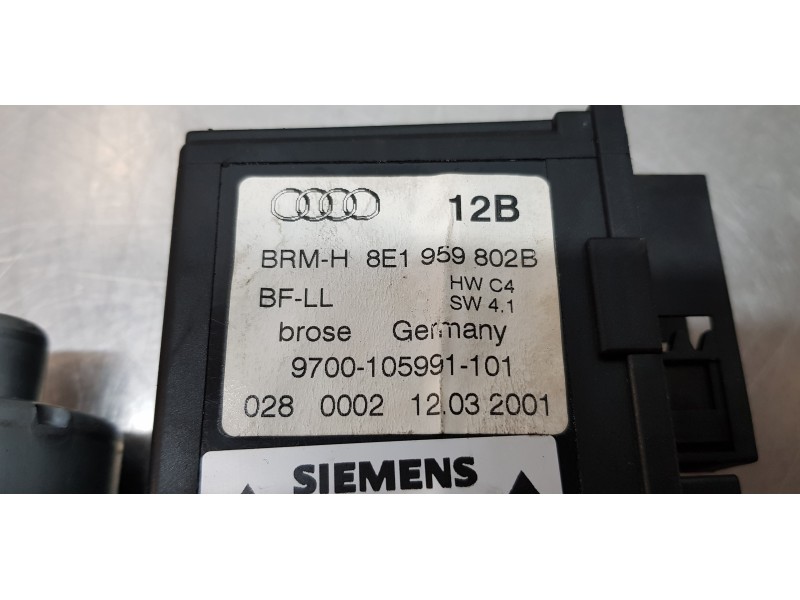 12B
BRM-H 8E1 959 802B
BF-LL HW C4
SW 4.1
brose Germany
9700-105991-101
028 0002 12.03 2001
SIEMENS